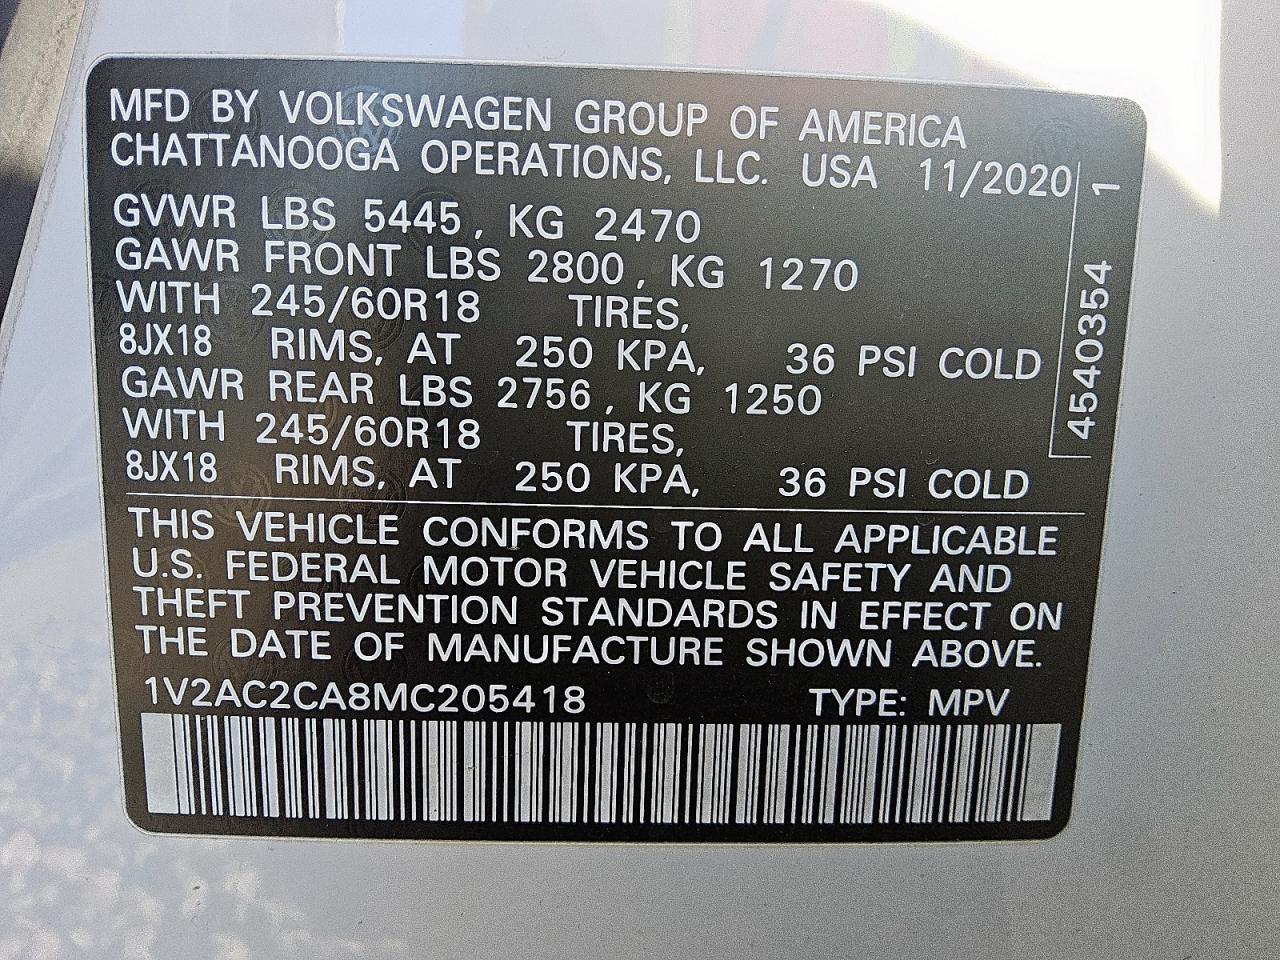 MFD BY VOLKSWAGEN GROUP OF AMERICA
CHATTANOOGA OPERATIONS, LLC. USA 11/2020
GVWR LBS 5445, KG 2470
GAWR FRONT LBS 2800, KG 1270
WITH 245/60R18 TIRES,
8JX18 RIMS, AT 250 KPA, 36 PSI COLD
GAWR REAR LBS 2756, KG 1250
WITH 245/60R18 TIRES,
8JX18 RIMS, AT 250 KPA, 36 PSI COLD
THIS VEHICLE CONFORMS TO ALL APPLICABLE
U.S. FEDERAL MOTOR VEHICLE SAFETY AND
THEFT PREVENTION STANDARDS IN EFFECT ON
THE DATE OF MANUFACTURE SHOWN ABOVE.
1V2AC2CA8MC205418 TYPE: MPV
4540354 1